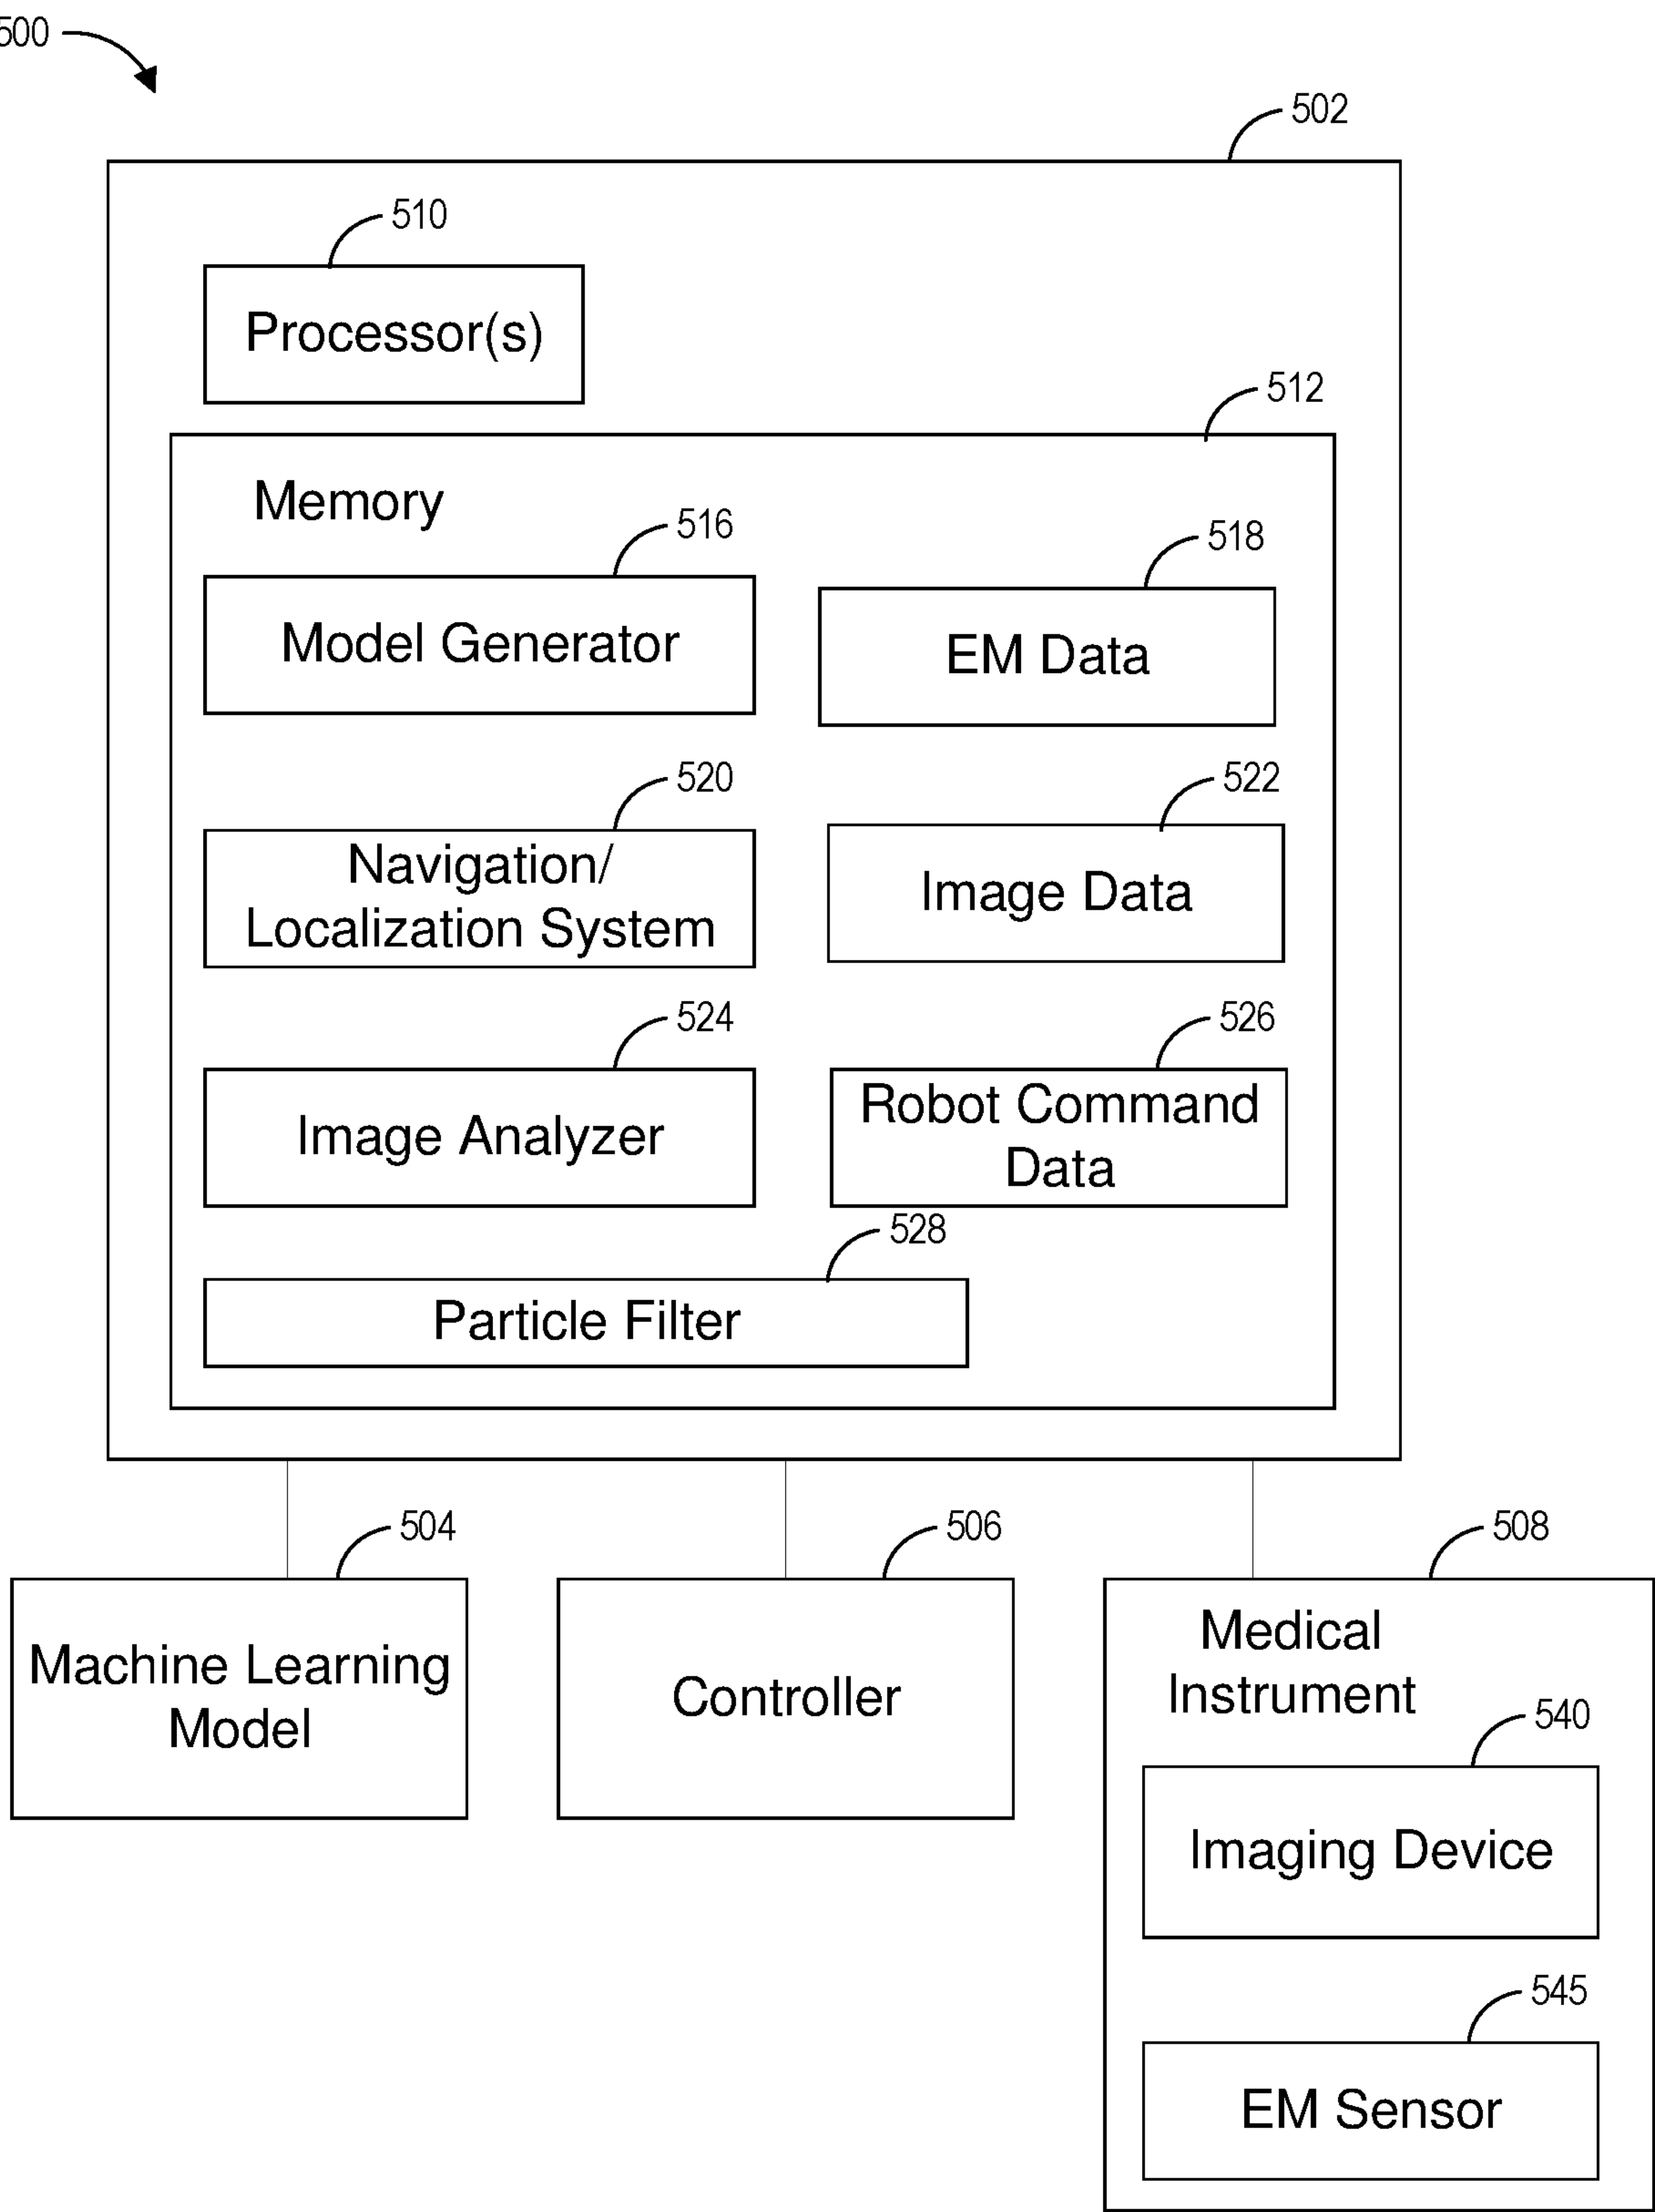 500
502
510
Processor(s)
512
Memory
516
518
Model Generator
EM Data
520
522
Navigation/
Localization System
Image Data
524
526
Image Analyzer
Robot Command
Data
528
Particle Filter
504
506
508
Machine Learning
Model
Controller
Medical
Instrument
540
Imaging Device
545
EM Sensor